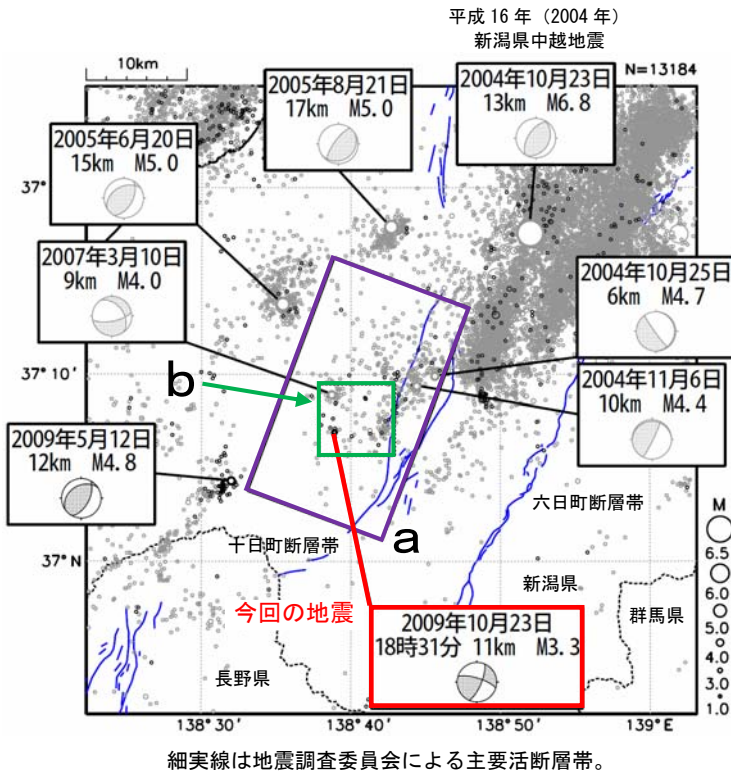 平成 16 年（2004 年）
新潟県中越地震
10km
N=13184
2005年8月21日
17km M5.0
2004年10月23日
13km M6.8
2005年6月20日
15km M5.0
37°
2007年3月10日
9km M4.0
2004年10月25日
6km M4.7
37°10′
b
2004年11月6日
10km M4.4
2009年5月12日
12km M4.8
六日町断層帯
M
十日町断層帯
a
37°N
6.5
6.0
5.0
4.0
3.0
1.0
新潟県
群馬県
今回の地震
2009年10月23日
18時31分 11km M3.3
長野県
138°30′
138°40′
138°50′
139°E
細実線は地震調査委員会による主要活断層帯。